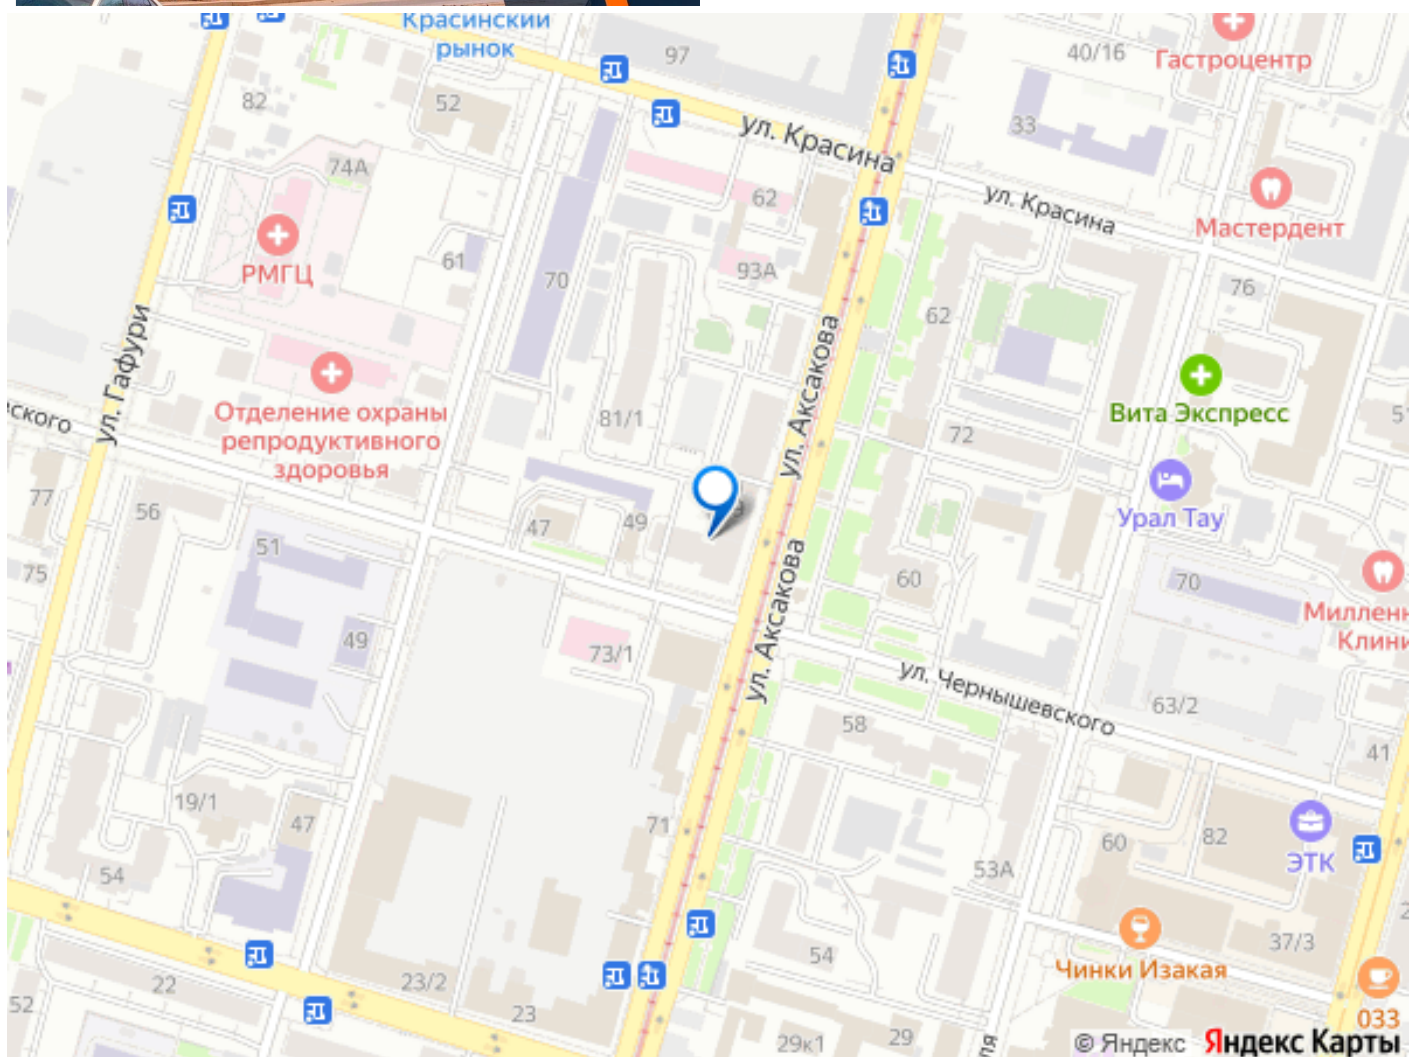 Красинский
рынок
97
40/16
Гастроцентр
82
52
ул. Красина
33
74А
62
ул. Красина
Мастердент
РМГЦ
61
70
93А
76
62
ул. Гафури
ул. Аксакова
Вита Экспресс
Отделение охраны
репродуктивного
здоровья
81/1
72
51
ского
77
56
47
49
Урал Тау
51
75
60
70
ул. Аксакова
Милленн
Клини
49
73/1
ул. Чернышевского
63/2
58
41
19/1
47
71
60
82
ЭТК
54
53А
37/3
54
Чинки Изакая
22
23/2
52
23
033
29к1
29
ля
© Яндекс
Яндекс Карты